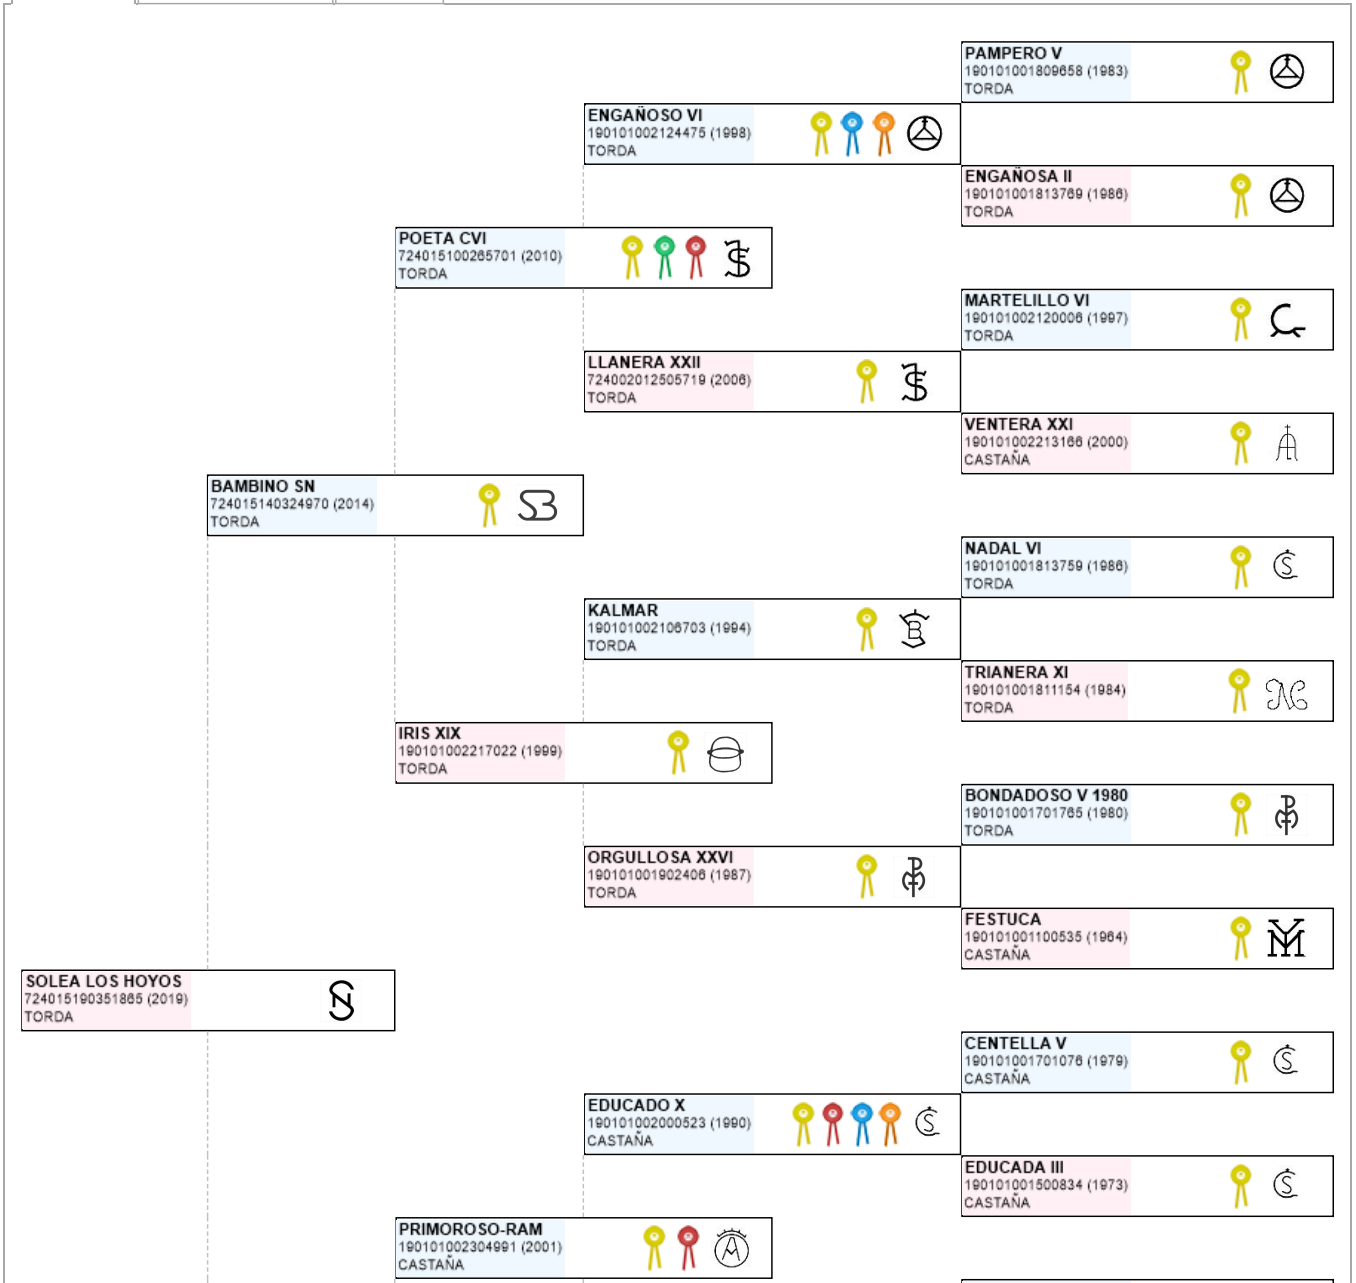 PAMPERO V
190101001809658 (1983)
TORDA
ENGAÑOSO VI
190101002124475 (1998)
TORDA
ENGAÑOSA II
190101001813769 (1986)
TORDA
POETA CVI
724015100265701 (2010)
TORDA
MARTELILLO VI
190101002120006 (1997)
TORDA
LLANERA XXII
724002012505719 (2006)
TORDA
VENTERA XXI
190101002213166 (2000)
CASTAÑA
BAMBINO SN
724015140324970 (2014)
TORDA
NADAL VI
190101001813759 (1986)
TORDA
KALMAR
190101002106703 (1994)
TORDA
TRIANERA XI
190101001811154 (1984)
TORDA
IRIS XIX
190101002217022 (1999)
TORDA
BONDADOSO V 1980
190101001701765 (1980)
TORDA
ORGULLOSA XXVI
190101001902406 (1987)
TORDA
FESTUCA
190101001100535 (1964)
CASTAÑA
SOLEA LOS HOYOS
724015190351865 (2019)
TORDA
CENTELLA V
190101001701076 (1979)
CASTAÑA
EDUCADO X
190101002000523 (1990)
CASTAÑA
EDUCADA III
190101001500834 (1973)
CASTAÑA
PRIMOROSO-RAM
190101002304991 (2001)
CASTAÑA